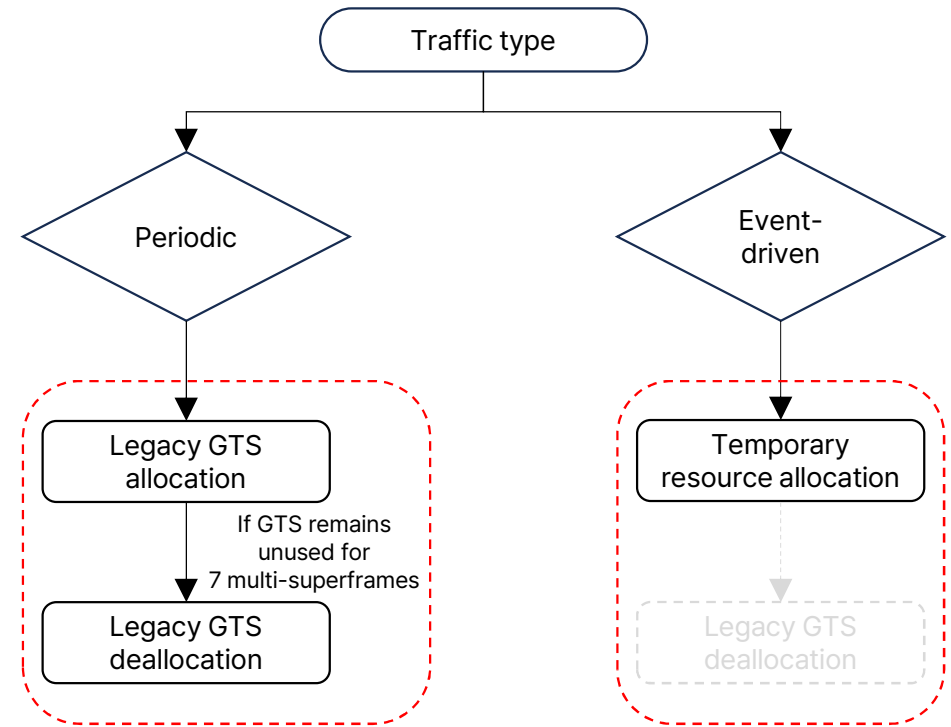 Traffic type
Periodic
Event-
driven
Legacy GTS
allocation
If GTS remains
unused for
7 multi-superframes
Legacy GTS
deallocation
Temporary
resource allocation
Legacy GTS
deallocation